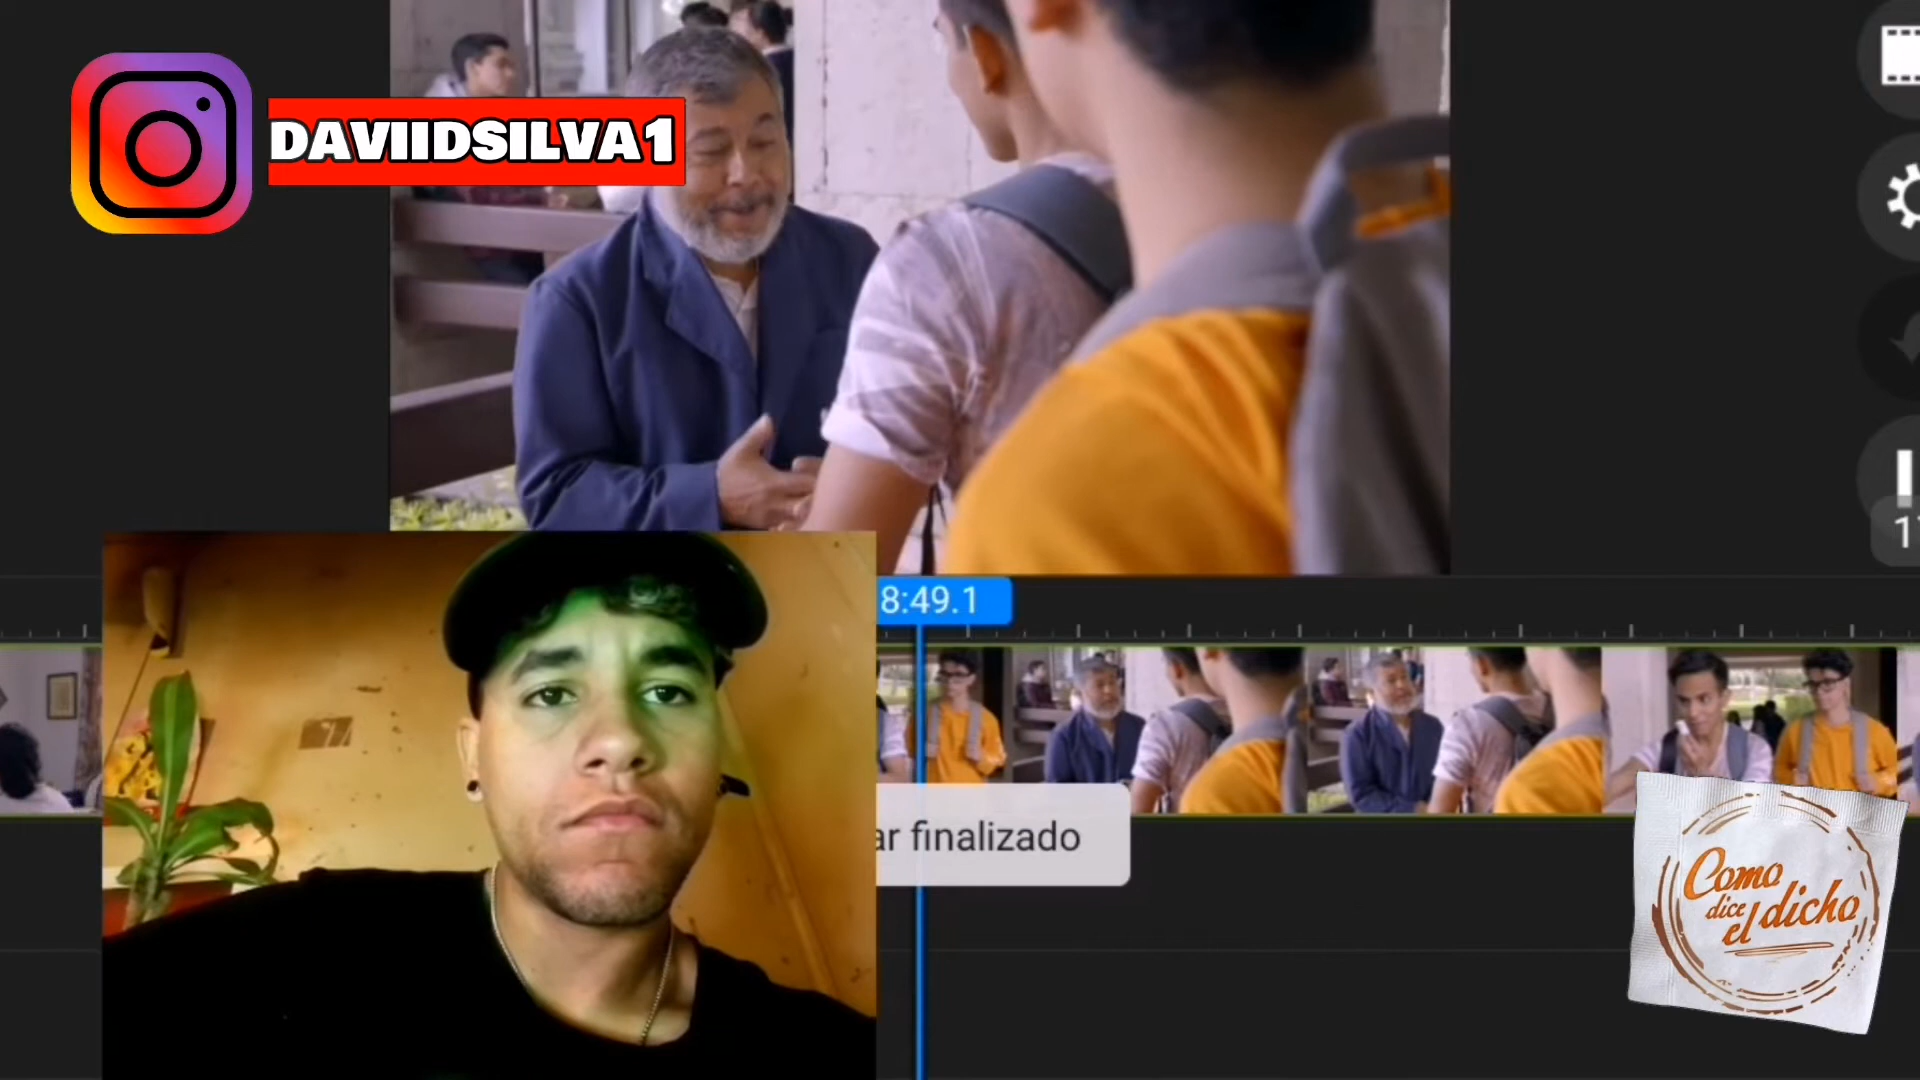 DAVIIDSILVA1
8:49.1
ar finalizado
Como
dice el dicho